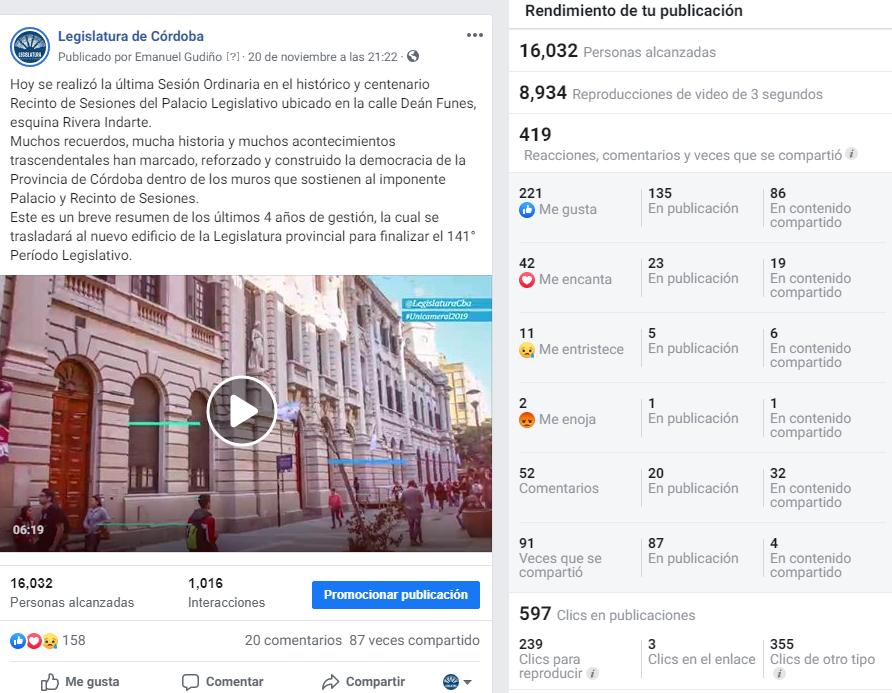 Legislatura de Córdoba
Publicado por Emanuel Gudiño [?] · 20 de noviembre a las 21:22 ·
LEGISLATURA
Hoy se realizó la última Sesión Ordinaria en el histórico y centenario
Recinto de Sesiones del Palacio Legislativo ubicado en la calle Deán Funes,
esquina Rivera Indarte.
Muchos recuerdos, mucha historia y muchos acontecimientos
trascendentales han marcado, reforzado y construido la democracia de la
Provincia de Córdoba dentro de los muros que sostienen al imponente
Palacio y Recinto de Sesiones.
Este es un breve resumen de los últimos 4 años de gestión, la cual se
trasladará al nuevo edificio de la Legislatura provincial para finalizar el 141°
Período Legislativo.
@LegislaturaCba
#Unicameral2019
06:19
16,032
Personas alcanzadas
1,016
Interacciones
Promocionar publicación
158
20 comentarios 87 veces compartido
Me gusta
Comentar
Compartir
Rendimiento de tu publicación
16,032 Personas alcanzadas
8,934 Reproducciones de video de 3 segundos
419
Reacciones, comentarios y veces que se compartió
221
Me gusta
135
En publicación
86
En contenido
compartido
42
Me encanta
23
En publicación
19
En contenido
compartido
11
Me entristece
5
En publicación
6
En contenido
compartido
2
Me enoja
1
En publicación
1
En contenido
compartido
52
Comentarios
20
En publicación
32
En contenido
compartido
91
Veces que se
compartió
87
En publicación
4
En contenido
compartido
597 Clics en publicaciones
239
Clics para
reproducir
3
Clics en el enlace
355
Clics de otro tipo